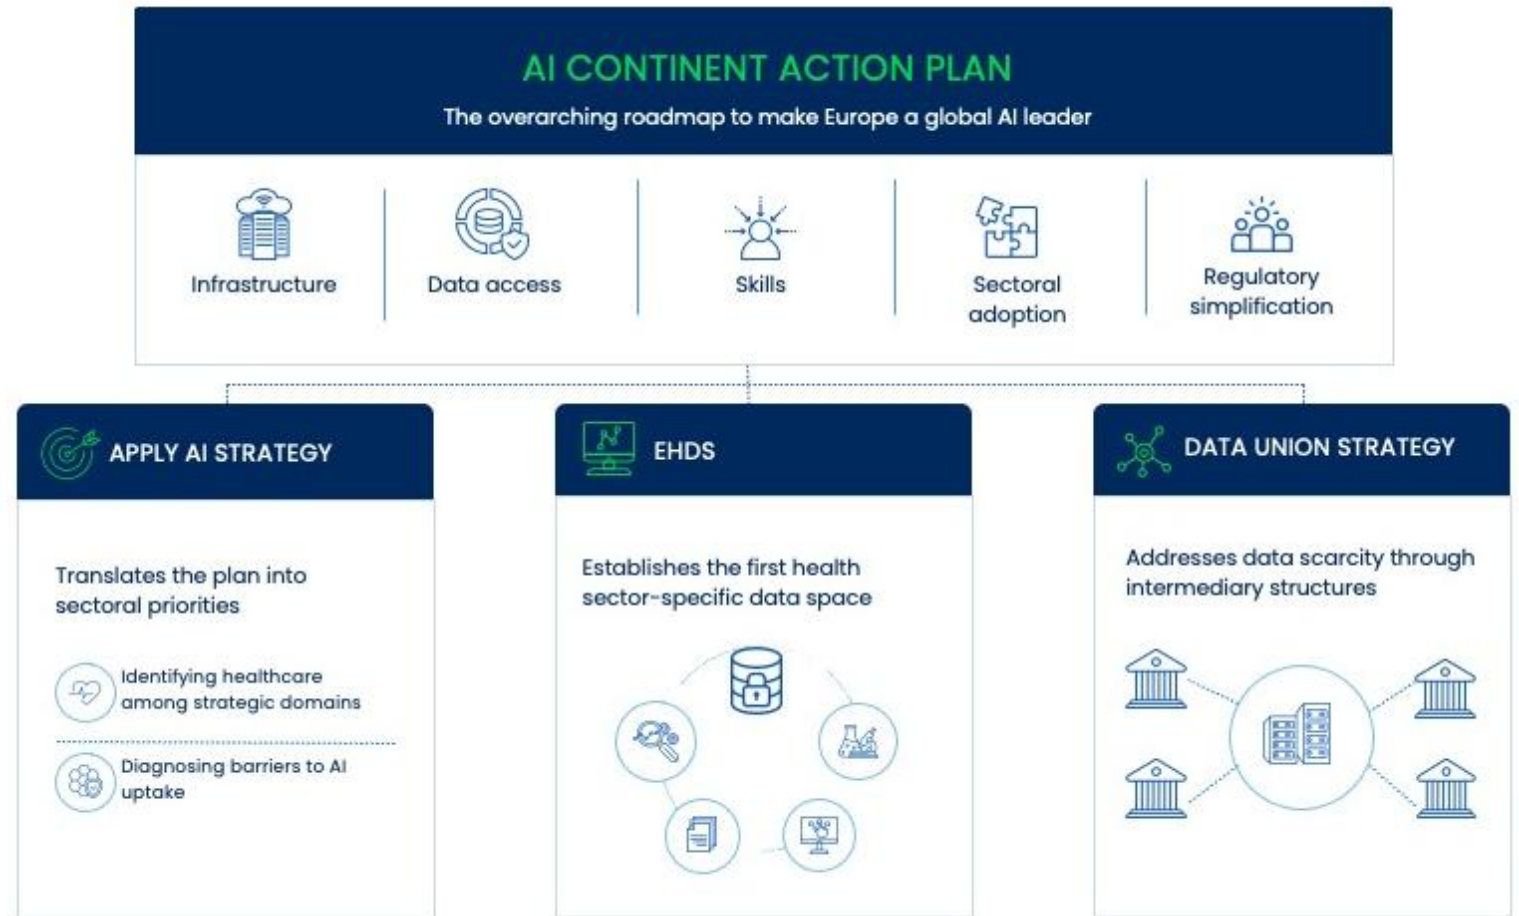 AI CONTINENT ACTION PLAN
The overarching roadmap to make Europe a global AI leader
Infrastructure
Data access
Skills
Sectoral
adoption
Regulatory
simplification
APPLY AI STRATEGY
Translates the plan into
sectoral priorities
Identifying healthcare
among strategic domains
Diagnosing barriers to AI
uptake
EHDS
Establishes the first health
sector-specific data space
DATA UNION STRATEGY
Addresses data scarcity through
intermediary structures